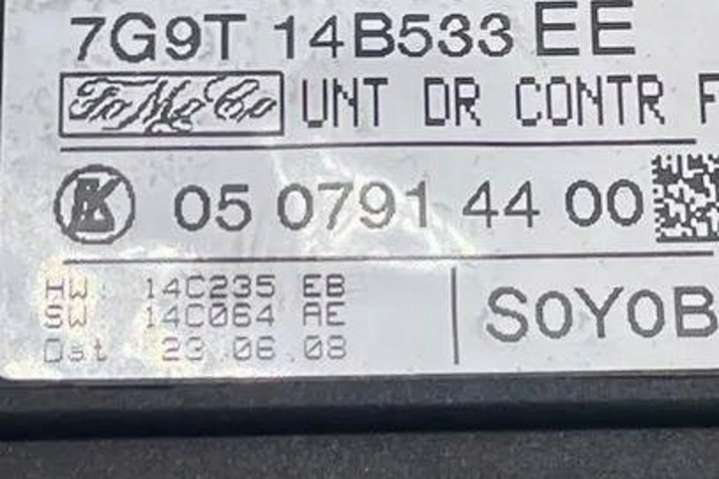 7G9T 14B533 EE
FoMoCo UNT DR CONTR F
05 0791 44 00
HW: 14C235 EB
SW 14C064 AE
Dat 23.06.08
S0Y0B